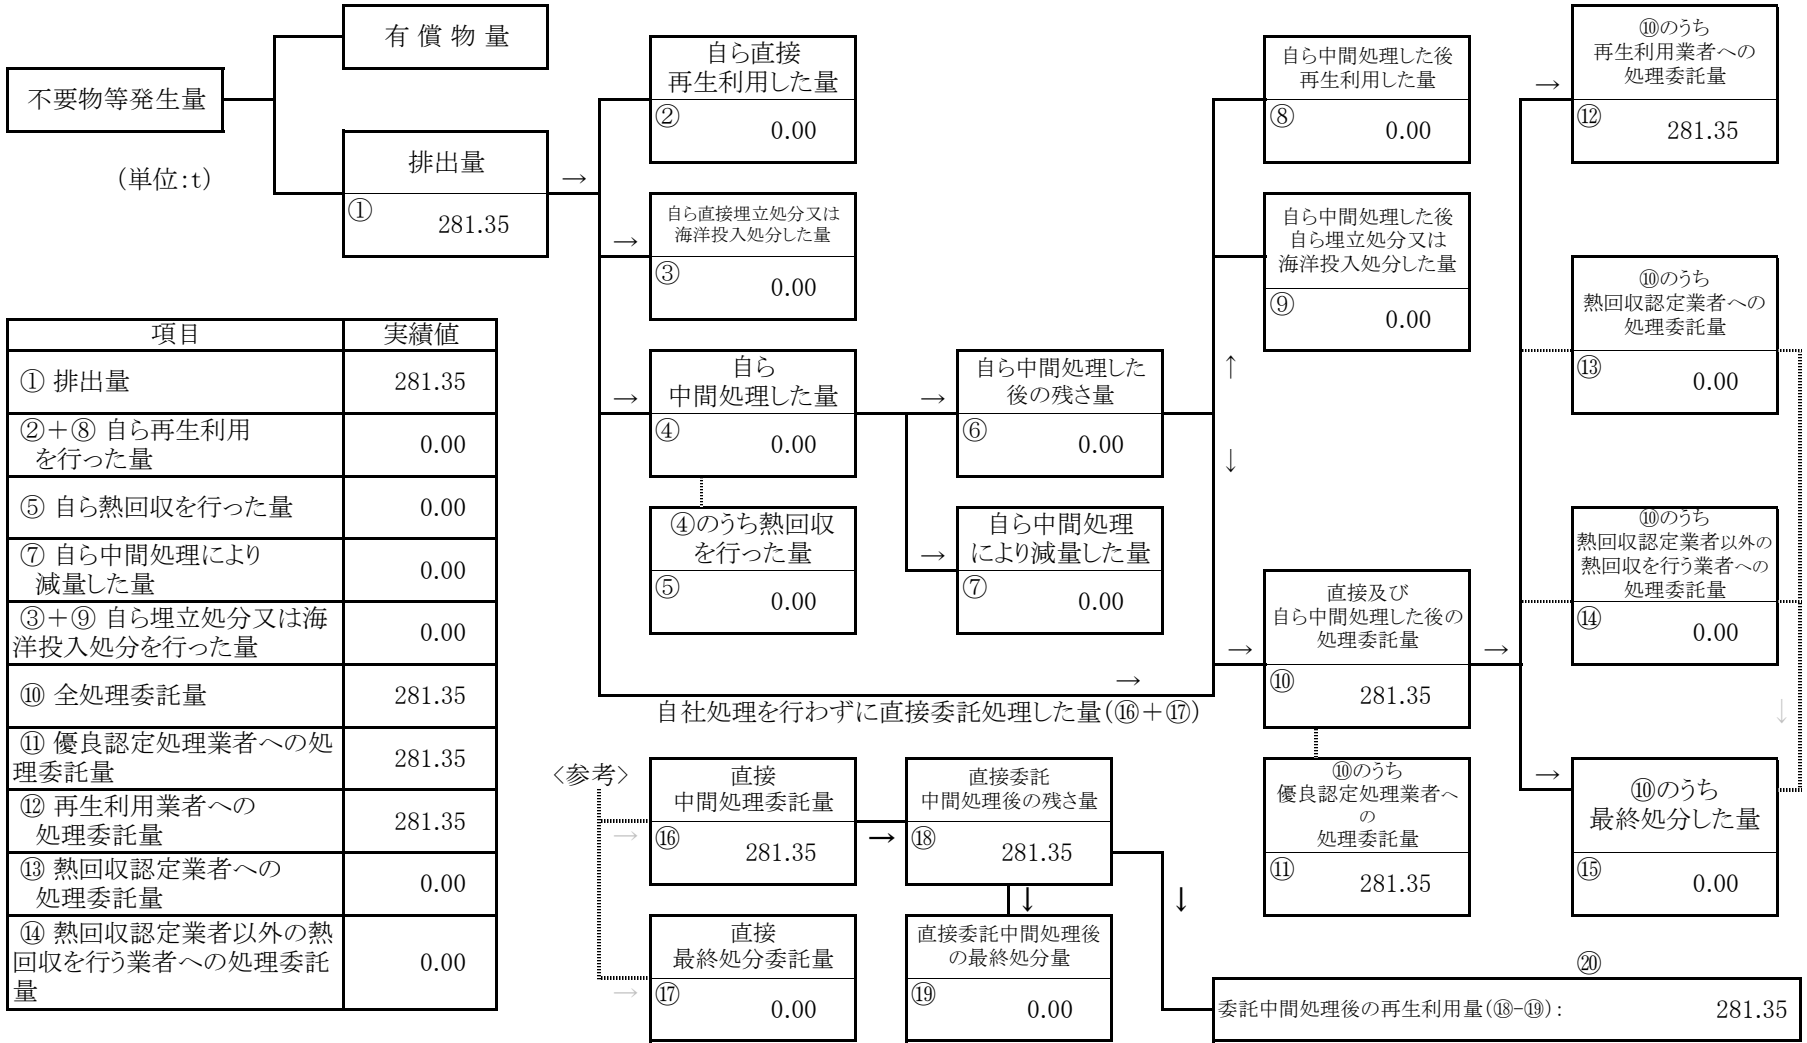 不要物等発生量
(単位:t)
有 償 物 量
排出量
①
281.35
→
自ら直接
再生利用した量
②
0.00
→
自ら直接埋立処分又は
海洋投入処分した量
③
0.00
→
自ら
中間処理した量
④
0.00
④のうち熱回収
を行った量
⑤
0.00
→
自ら中間処理した
後の残さ量
⑥
0.00
→
自ら中間処理
により減量した量
⑦
0.00
↑
↓
自ら中間処理した後
再生利用した量
⑧
0.00
自ら中間処理した後
自ら埋立処分又は
海洋投入処分した量
⑨
0.00
→
自社処理を行わずに直接委託処理した量(⑯+⑰)
→
直接及び
自ら中間処理した後の
処理委託量
⑩
281.35
⑩のうち
優良認定処理業者へ
の
処理委託量
⑪
281.35
→
→
⑩のうち
再生利用業者への
処理委託量
⑫
281.35
⑩のうち
熱回収認定業者への
処理委託量
⑬
0.00
⑩のうち
熱回収認定業者以外の
熱回収を行う業者への
処理委託量
⑭
0.00
↓
→
⑩のうち
最終処分した量
⑮
0.00
項目 実績値
① 排出量 281.35
②+⑧ 自ら再生利用
を行った量 0.00
⑤ 自ら熱回収を行った量 0.00
⑦ 自ら中間処理により
減量した量 0.00
③+⑨ 自ら埋立処分又は海
洋投入処分を行った量 0.00
⑩ 全処理委託量 281.35
⑪ 優良認定処理業者への処
理委託量 281.35
⑫ 再生利用業者への
処理委託量 281.35
⑬ 熱回収認定業者への
処理委託量 0.00
⑭ 熱回収認定業者以外の熱
回収を行う業者への処理委託
量 0.00
<参考>
→
直接
中間処理委託量
⑯
281.35
→
直接
最終処分委託量
⑰
0.00
→
直接委託
中間処理後の残さ量
⑱
281.35
↓
直接委託中間処理後
の最終処分量
⑲
0.00
↓
⑳
委託中間処理後の再生利用量(⑱-⑲): 281.35